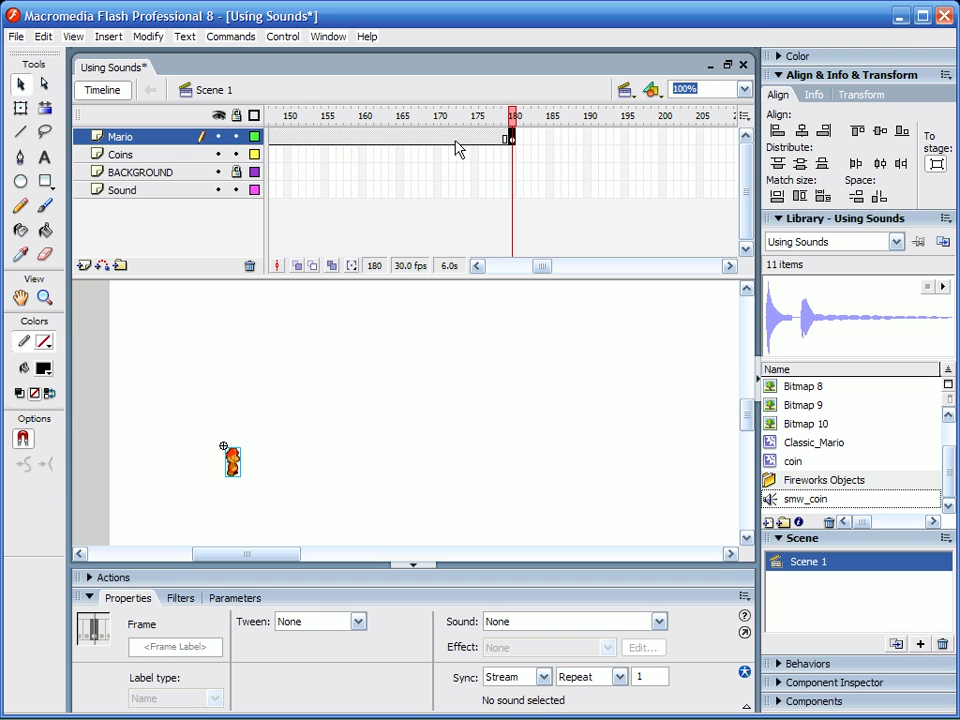 Macromedia Flash Professional 8 - [Using Sounds*]
File Edit View Insert Modify Text Commands Control Window Help
Tools
View
Colors
Options
Using Sounds*
Timeline
Scene 1
100%
150 155 160 165 170 175 180 185 190 195 200 205
Mario
Coins
BACKGROUND
Sound
180 30.0 fps 6.0s
Actions
Properties Filters Parameters
Frame
<Frame Label>
Label type:
Name
Tween: None
Sound: None
Effect: None Edit...
Sync: Stream Repeat 1
No sound selected
Color
Align & Info & Transform
Align Info Transform
Align:
Distribute:
Match size: Space:
To
stage:
Library - Using Sounds
Using Sounds
11 items
Name
Bitmap 8
Bitmap 9
Bitmap 10
Classic_Mario
coin
Fireworks Objects
smw_coin
Scene
Scene 1
Behaviors
Component Inspector
Components